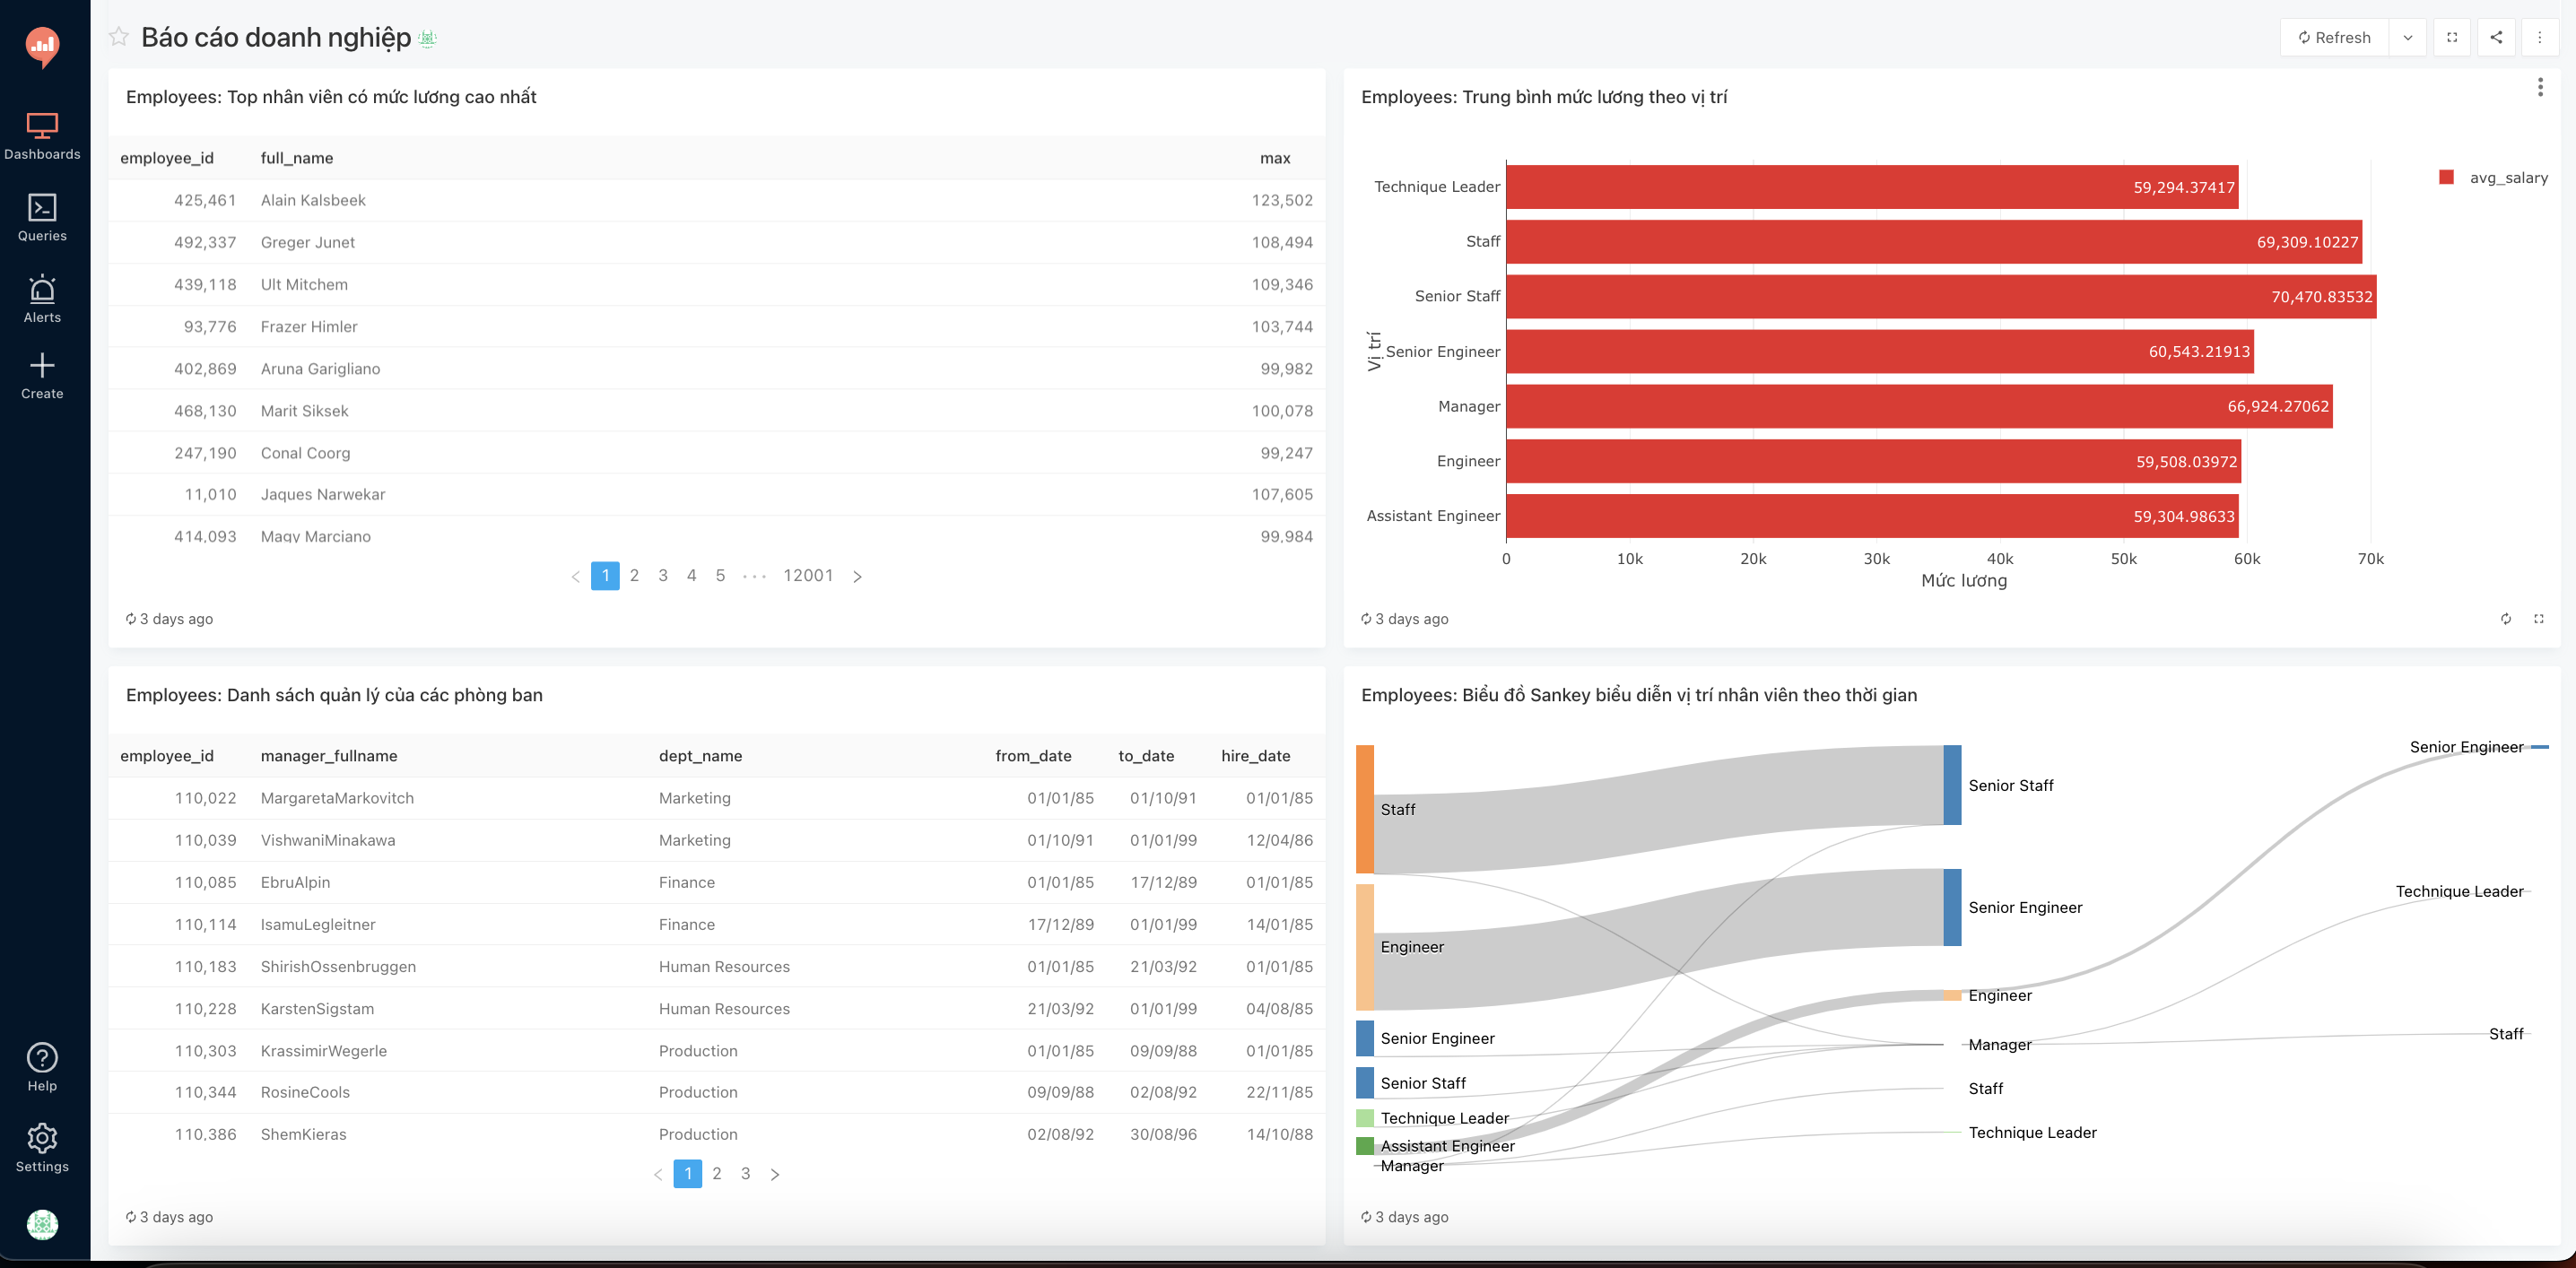 Báo cáo doanh nghiệp
Refresh
Dashboards
Queries
Alerts
Create
Help
Settings
Employees: Top nhân viên có mức lương cao nhất
employee_id full_name max
425,461 Alain Kalsbeek 123,502
492,337 Greger Junet 108,494
439,118 Ult Mitchem 109,346
93,776 Frazer Himler 103,744
402,869 Aruna Garigliano 99,982
468,130 Marit Siksek 100,078
247,190 Conal Coorg 99,247
11,010 Jaques Narwekar 107,605
414,093 Magy Marciano 99,984
1 2 3 4 5 ••• 12001
3 days ago
Employees: Trung bình mức lương theo vị trí
avg_salary
Vị trí
Technique Leader 59,294.37417
Staff 69,309.10227
Senior Staff 70,470.83532
Senior Engineer 60,543.21913
Manager 66,924.27062
Engineer 59,508.03972
Assistant Engineer 59,304.98633
0 10k 20k 30k 40k 50k 60k 70k
Mức lương
3 days ago
Employees: Danh sách quản lý của các phòng ban
employee_id manager_fullname dept_name from_date to_date hire_date
110,022 MargaretaMarkovitch Marketing 01/01/85 01/10/91 01/01/85
110,039 VishwaniMinakawa Marketing 01/10/91 01/01/99 12/04/86
110,085 EbruAlpin Finance 01/01/85 17/12/89 01/01/85
110,114 IsamuLegleitner Finance 17/12/89 01/01/99 14/01/85
110,183 ShirishOssenbruggen Human Resources 01/01/85 21/03/92 01/01/85
110,228 KarstenSigstam Human Resources 21/03/92 01/01/99 04/08/85
110,303 KrassimirWegerle Production 01/01/85 09/09/88 01/01/85
110,344 RosineCools Production 09/09/88 02/08/92 22/11/85
110,386 ShemKieras Production 02/08/92 30/08/96 14/10/88
1 2 3
3 days ago
Employees: Biểu đồ Sankey biểu diễn vị trí nhân viên theo thời gian
Staff
Engineer
Senior Engineer
Senior Staff
Technique Leader
Assistant Engineer
Manager
Senior Staff
Senior Engineer
Engineer
Manager
Staff
Technique Leader
Senior Engineer
Technique Leader
Staff
3 days ago